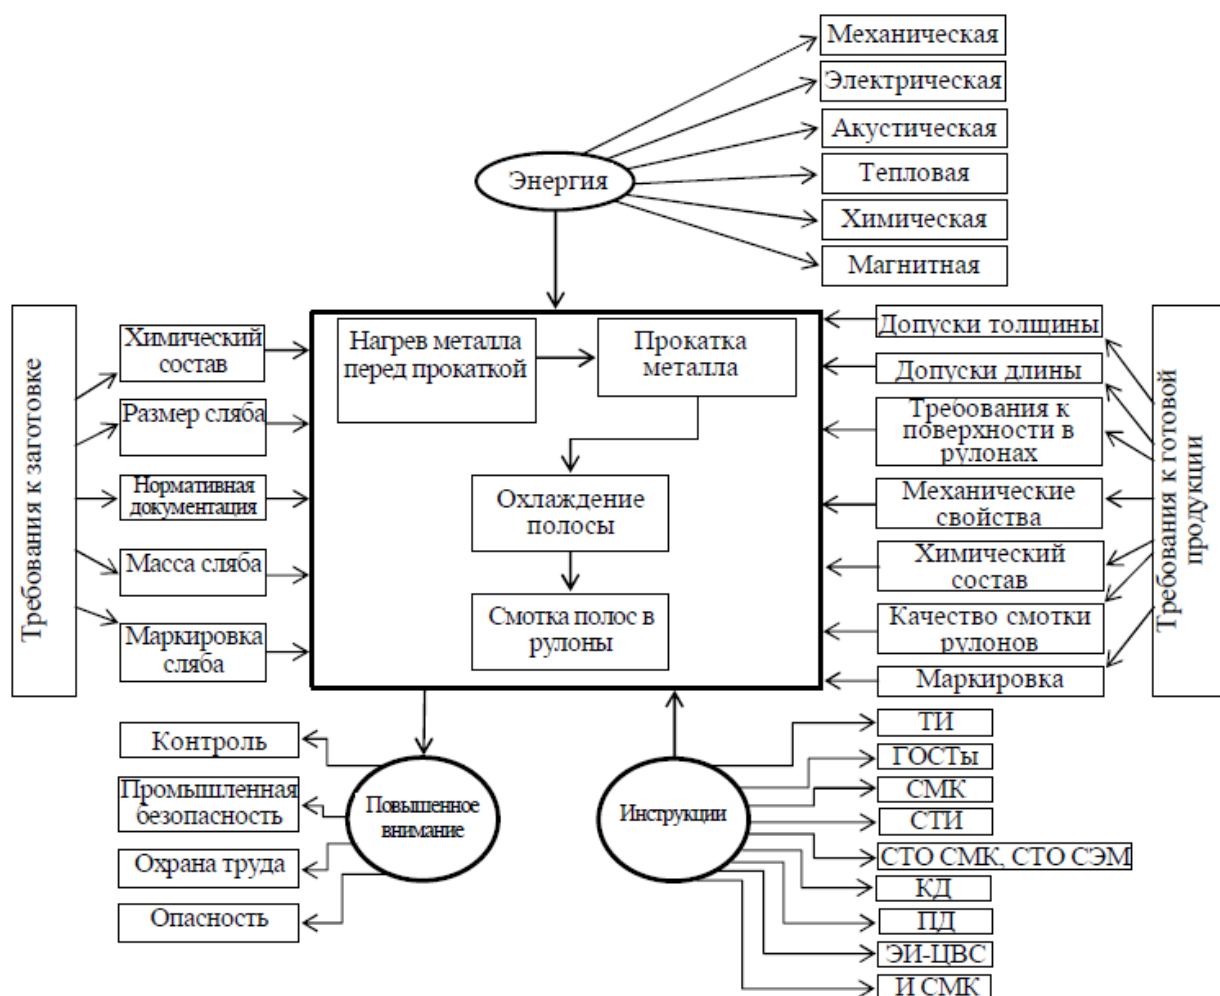 Механическая
Электрическая
Акустическая
Тепловая
Химическая
Магнитная
Энергия
Требования к заготовке
Химический
состав
Размер сляба
Нормативная
документация
Масса сляба
Маркировка
сляба
Нагрев металла
перед прокаткой
Прокатка
металла
Охлаждение
полосы
Смотка полос в
рулоны
Допуски толщины
Допуски длины
Требования к
поверхности в
рулонах
Механические
свойства
Химический
состав
Качество смотки
рулонов
Маркировка
Требования к готовой
продукции
Контроль
Промышленная
безопасность
Охрана труда
Опасность
Повышенное
внимание
Инструкции
ТИ
ГОСТы
СМК
СТИ
СТО СМК, СТО СЭМ
КД
ПД
ЭИ-ЦВС
И СМК